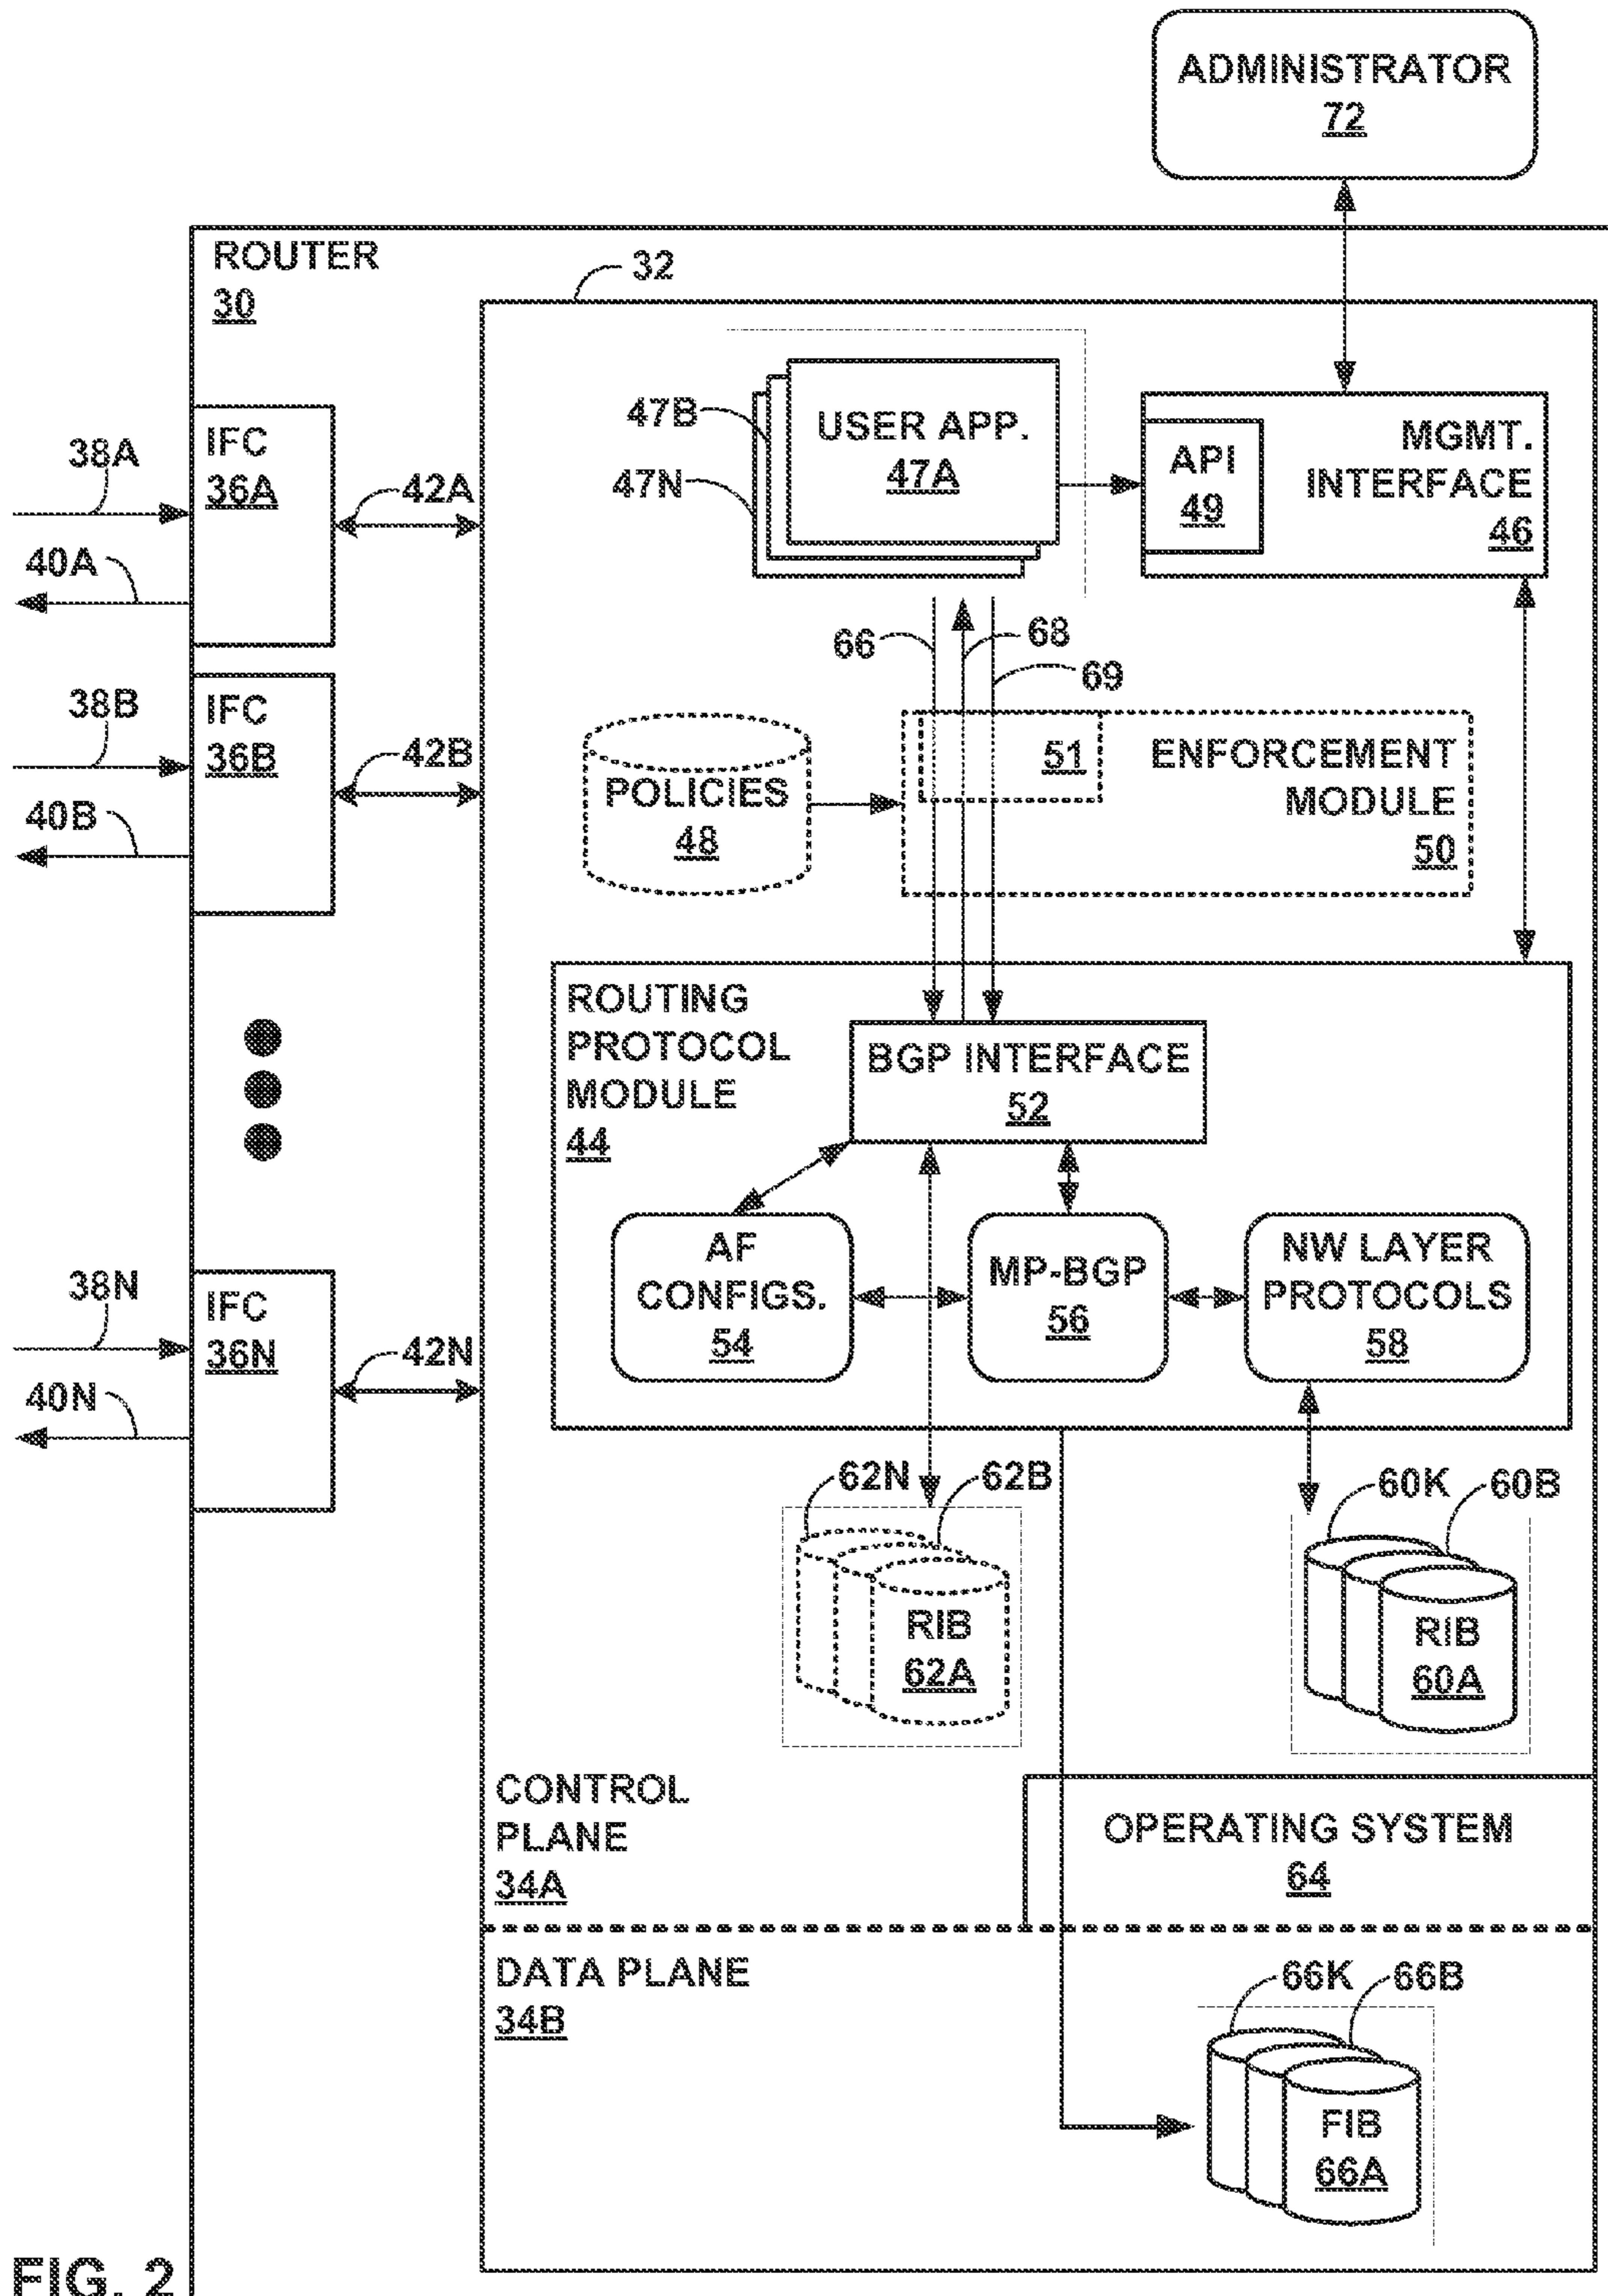 ADMINISTRATOR
72
ROUTER
30
32
47B
47N
USER APP.
47A
API
49
MGMT.
INTERFACE
46
38A
40A
IFC
36A
42A
66
68
69
38B
40B
IFC
36B
42B
POLICIES
48
51
ENFORCEMENT
MODULE
50
ROUTING
PROTOCOL
MODULE
44
BGP INTERFACE
52
AF
CONFIGS.
54
MP-BGP
56
NW LAYER
PROTOCOLS
58
38N
40N
IFC
36N
42N
62N
62B
RIB
62A
60K
60B
RIB
60A
CONTROL
PLANE
34A
OPERATING SYSTEM
64
DATA PLANE
34B
66K
66B
FIB
66A
FIG. 2